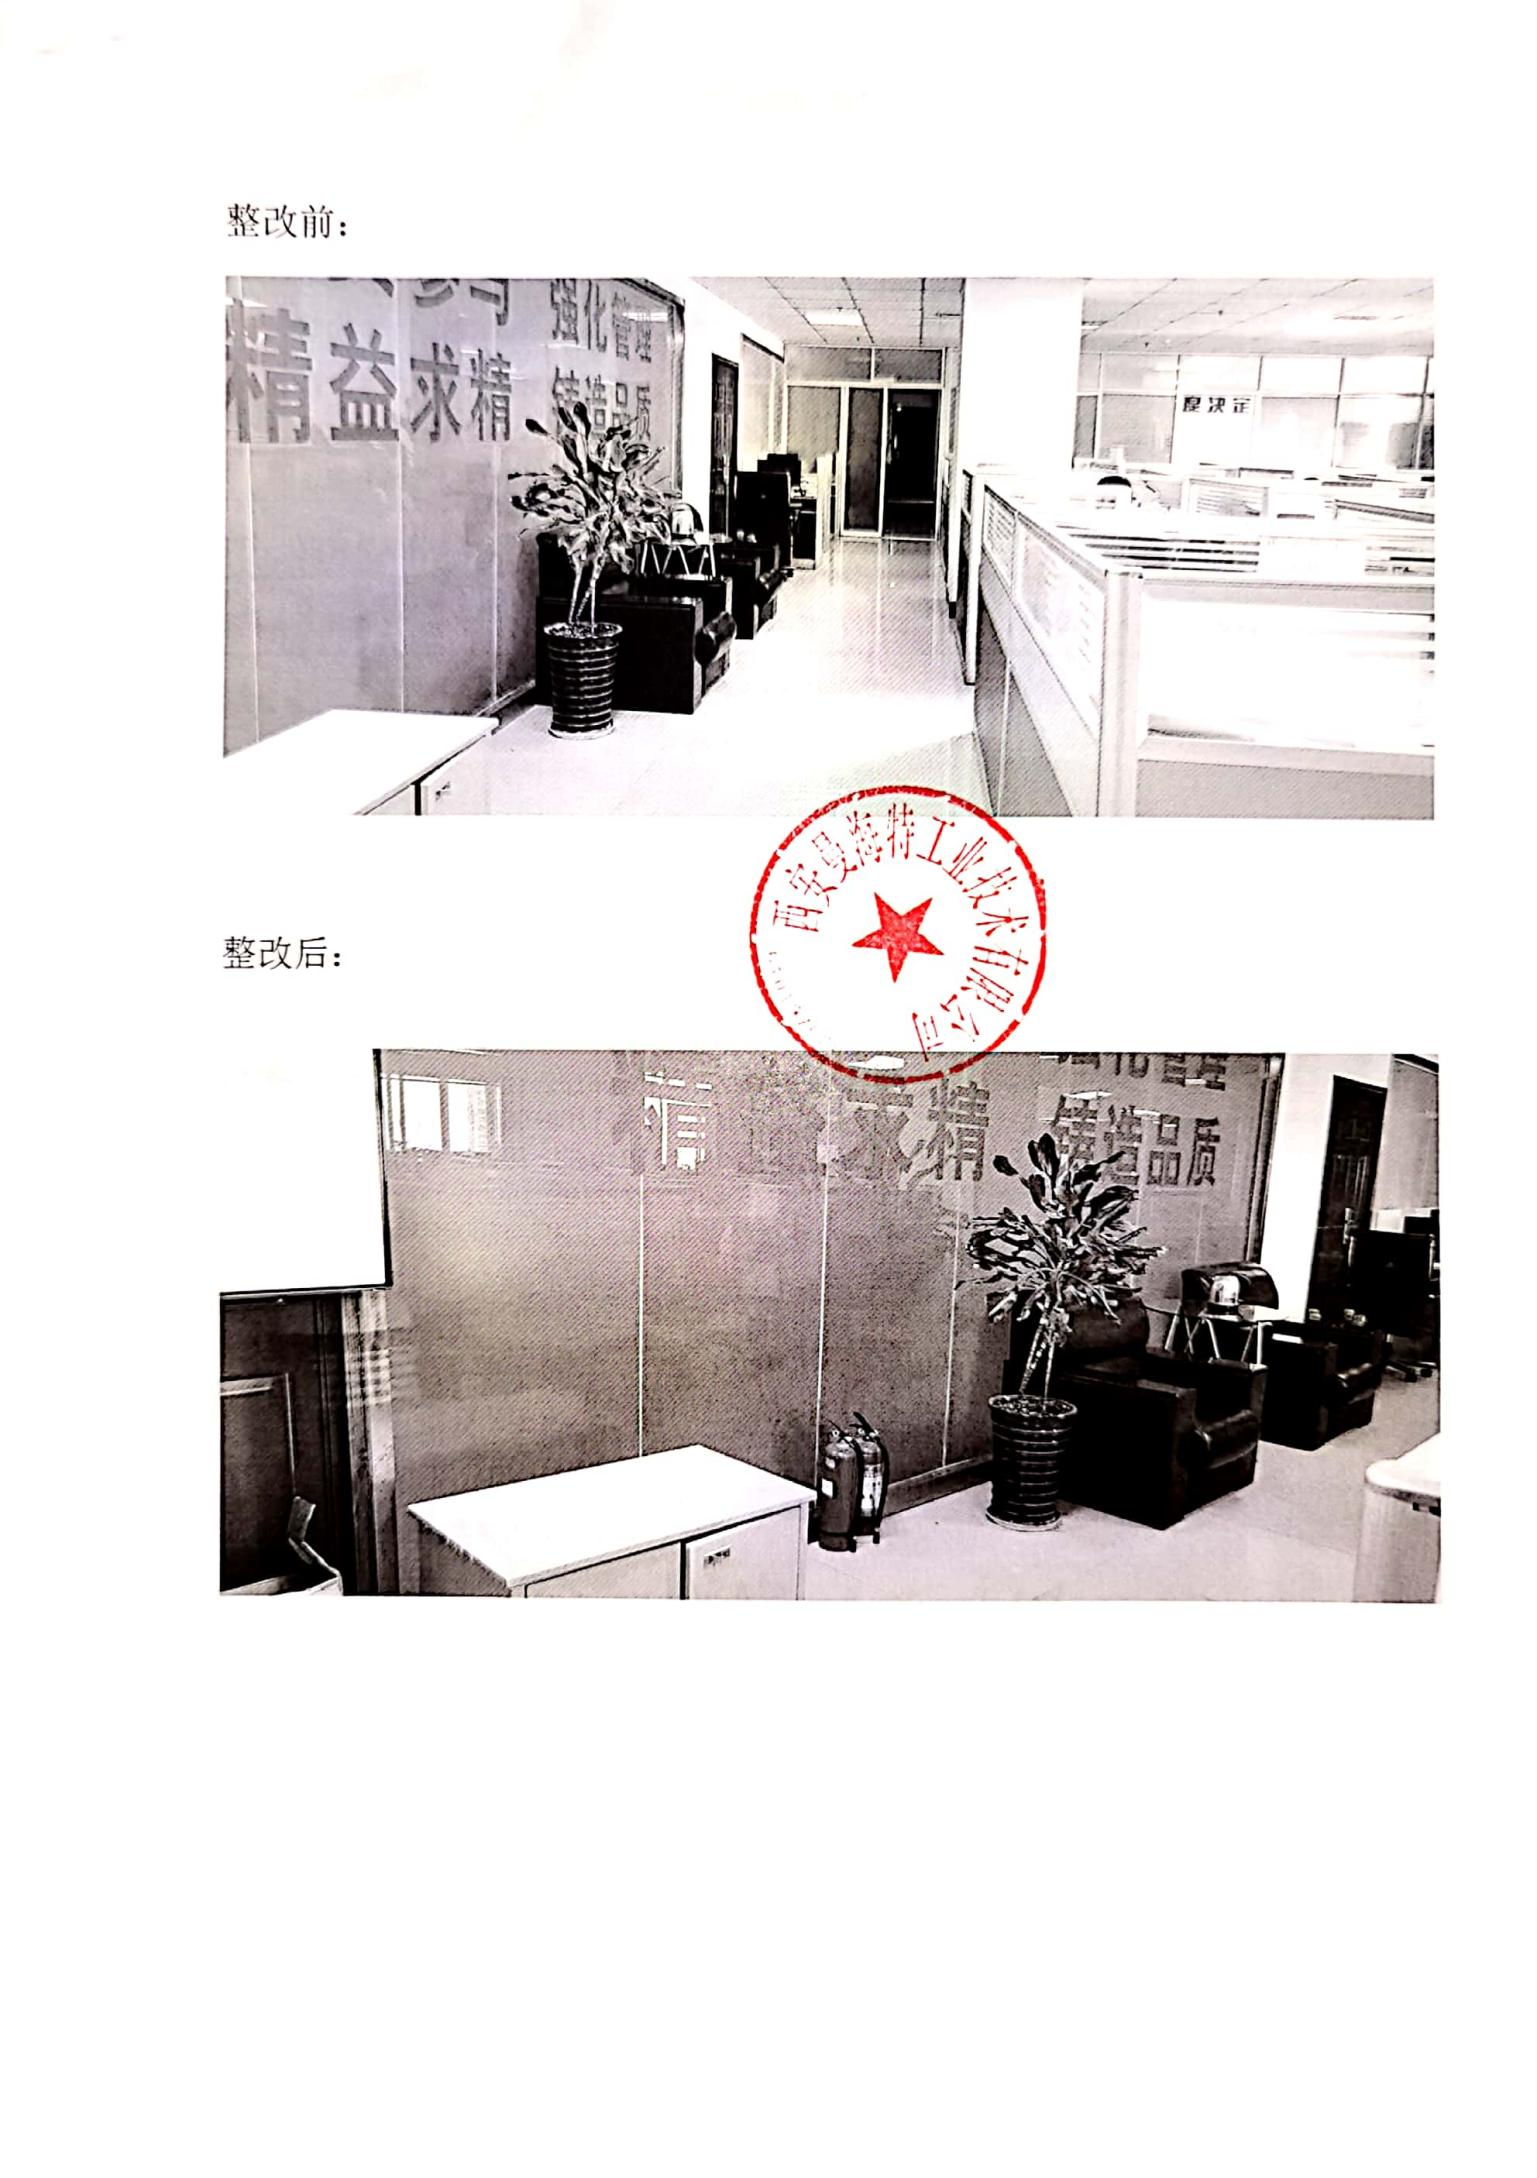 整改前：
精益求精
强化管理
铸造品质
度决定
西安曼海特工业技术有限公司
整改后：
求精
铸造品质